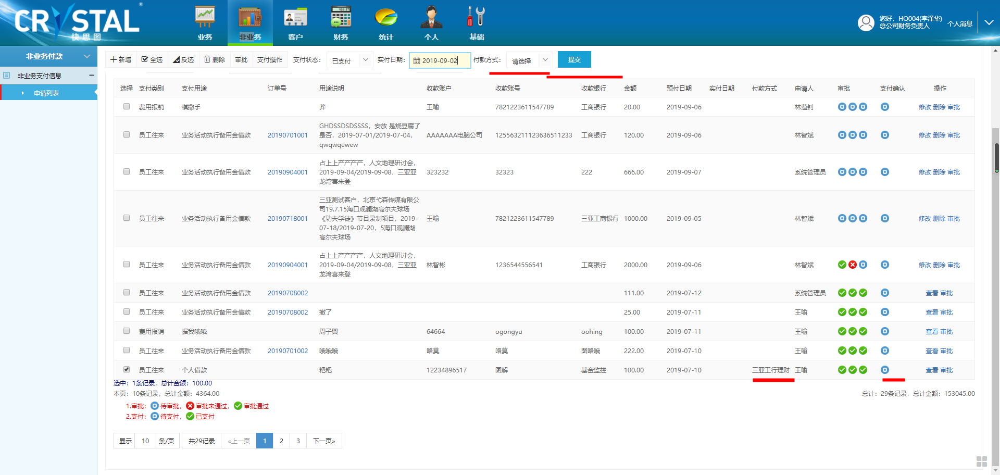 CRYSTAL ®
快思图
业务 非业务 客户 财务 统计 个人 基础
您好，HQ004(李泽华)
总公司财务负责人
个人消息
非业务付款
非业务支付信息
申请列表
新增 全选 反选 删除 审批 支付操作 支付状态： 已支付 实付日期： 2019-09-02 付款方式： 请选择 提交
选择 支付类别 支付用途 订单号 用途说明 收款账户 收款账号 收款银行 金额 预付日期 实付日期 付款方式 申请人 审批 支付确认 操作
费用报销 棋撒手 莽 王喻 7821223611547789 工商银行 20.00 2019-09-06 林蕴钊 修改 删除 审批
GHDSSDSDSSSS，安放 是烧豆腐了
员工往来 业务活动执行备用金借款 20190701001 是否，2019-07-01/2019-07-04， AAAAAAA电脑公司 125563211123636511233 工商银行 120.00 2019-09-06 林智斌 修改 删除 审批
qwqwqewew
占上上产产产产，人文地理研讨会，
员工往来 业务活动执行备用金借款 20190904001 2019-09-04/2019-09-08，三亚亚 323232 32323 222 666.00 2019-09-07 系统管理员 修改 删除 审批
龙湾喜来登
三亚测试客户，北京弋森传媒有限公
司19.7.15海口观澜湖高尔夫球场
员工往来 业务活动执行备用金借款 20190718001 《功夫学徒》节目录制项目，2019- 王喻 7821223611547789 三亚工商银行 1000.00 2019-09-05 林智斌 修改 删除 审批
07-18/2019-07-20，5海口观澜湖
高尔夫球场
占上上产产产产，人文地理研讨会，
员工往来 业务活动执行备用金借款 20190904001 2019-09-04/2019-09-08，三亚亚 林智彬 1236544556541 工商银行 2000.00 2019-09-06 林智斌 修改 删除 审批
龙湾喜来登
员工往来 业务活动执行备用金借款 20190708002 111.00 2019-07-12 系统管理员 查看 审批
员工往来 业务活动执行备用金借款 20190708002 撤了 25.00 2019-07-11 王喻 查看 审批
费用报销 据我哦哦 周子翼 64664 ogongyu oohing 100.00 2019-07-11 王喻 查看 审批
员工往来 业务活动执行备用金借款 20190701002 哦哦哦 咯莫 咯莫 图咯哦 222.00 2019-07-10 王喻 查看 审批
员工往来 个人借款 粑粑 12234896517 图解 基金监控 100.00 2019-07-10 三亚工行理财 王喻 查看 审批
选中：1条记录，总计金额：100.00
本页：10条记录，总计金额：4364.00
总计：29条记录，总计金额：153045.00
1.审批： 待审批， 审批未通过， 审批通过
2.支付： 待支付， 已支付
显示 10 条/页 共29记录 «上一页 1 2 3 下一页»